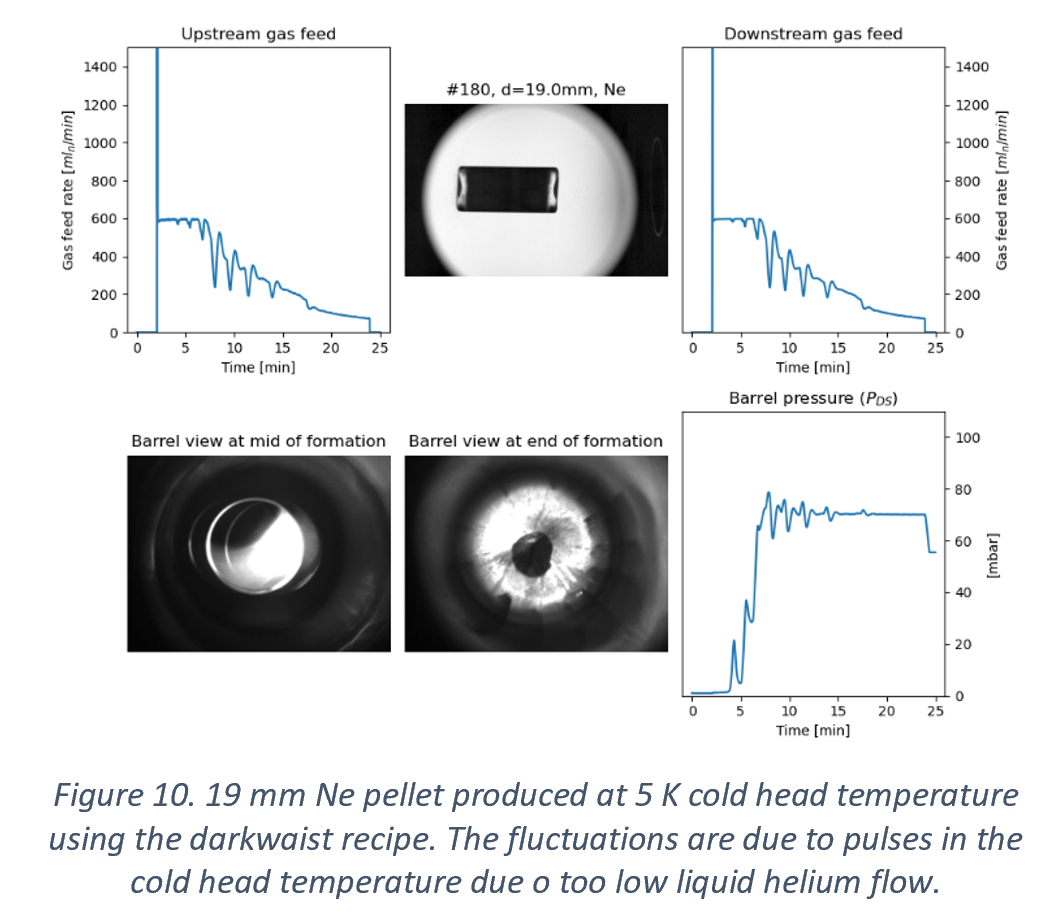 Upstream gas feed
1400
1200
1000
800
600
400
200
0
Gas feed rate [mlₙ/min]
0 5 10 15 20 25
Time [min]
#180, d=19.0mm, Ne
Downstream gas feed
1400
1200
1000
800
600
400
200
0
Gas feed rate [mlₙ/min]
0 5 10 15 20 25
Time [min]
Barrel view at mid of formation
Barrel view at end of formation
Barrel pressure (P_DS)
100
80
60
40
20
0
[mbar]
0 5 10 15 20 25
Time [min]
Figure 10. 19 mm Ne pellet produced at 5 K cold head temperature
using the darkwaist recipe. The fluctuations are due to pulses in the
cold head temperature due o too low liquid helium flow.